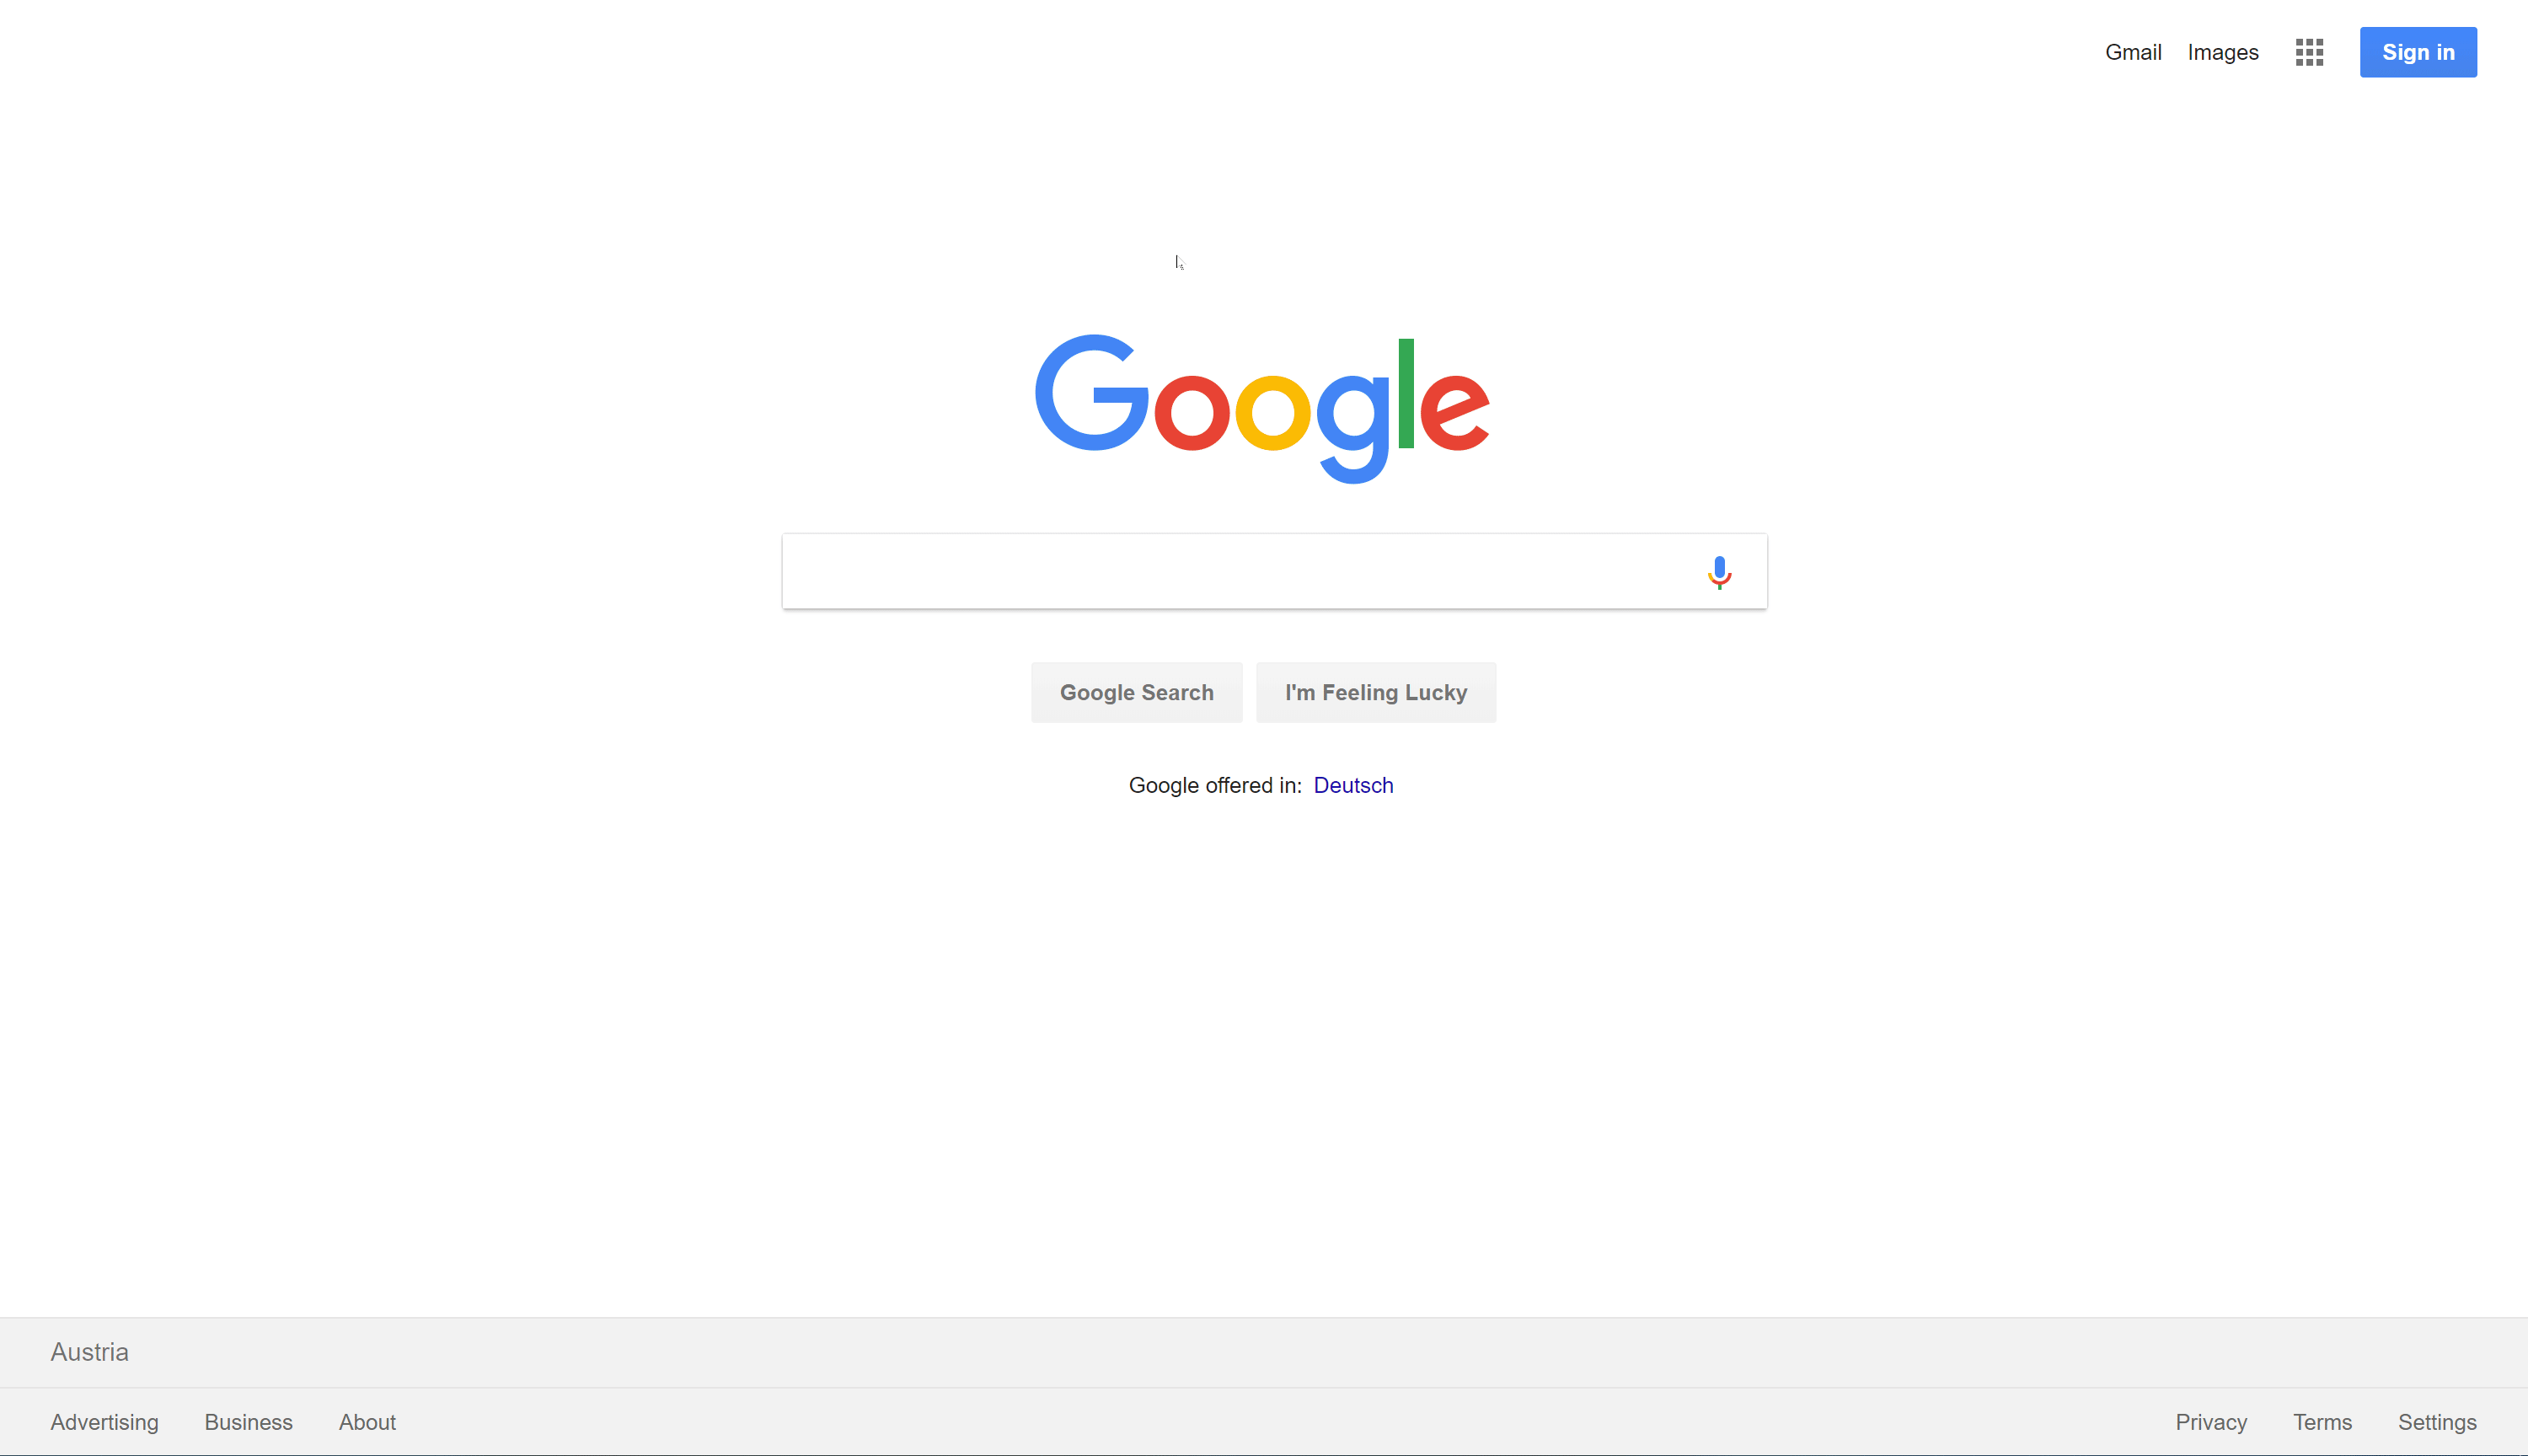 Gmail Images Sign in
Google
Google Search I'm Feeling Lucky
Google offered in: Deutsch
Austria
Advertising Business About Privacy Terms Settings